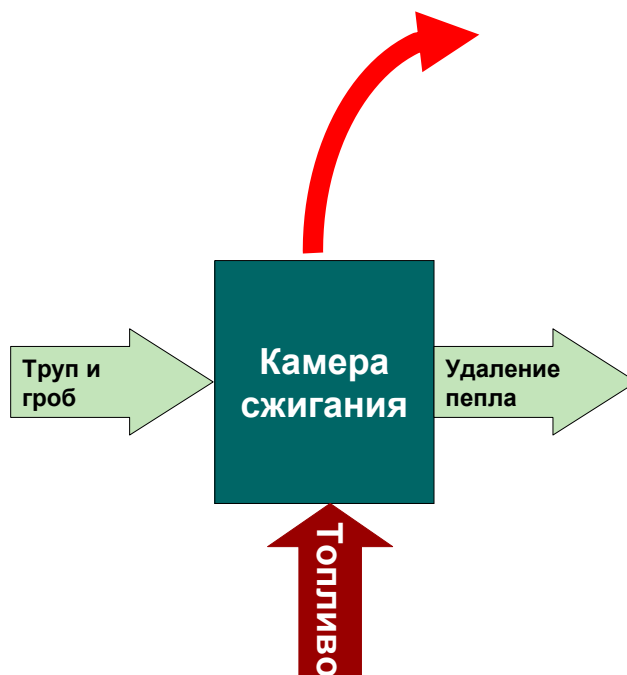 Труп и
гроб
Камера
сжигания
Удаление
пепла
Топливо